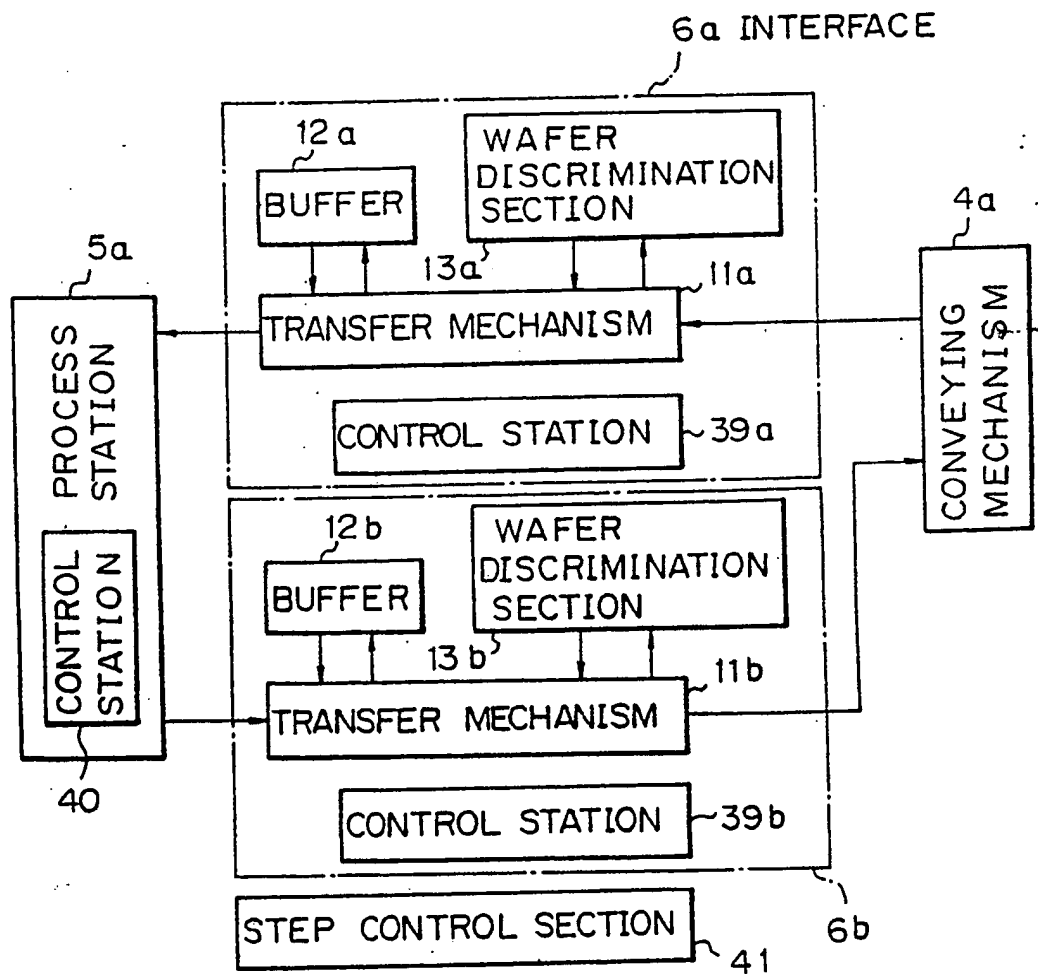 6a INTERFACE
12a
WAFER
DISCRIMINATION
SECTION
BUFFER
4a
5a
13a
11a
TRANSFER MECHANISM
PROCESS
STATION
CONVEYING
MECHANISM
CONTROL STATION
39a
12b
WAFER
DISCRIMINATION
SECTION
BUFFER
CONTROL
STATION
13b
11b
TRANSFER MECHANISM
40
CONTROL STATION
39b
STEP CONTROL SECTION
6b
41